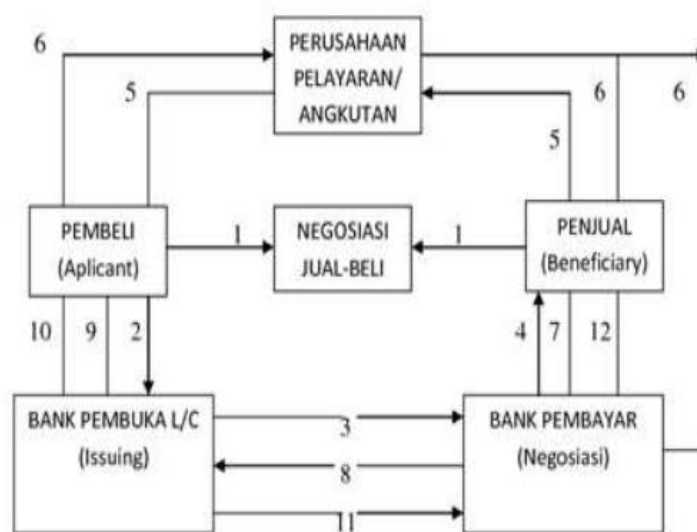 6
PERUSAHAAN
PELAYARAN/
ANGKUTAN
5
6
6
5
PEMBELI
(Aplicant)
1
NEGOSIASI
JUAL-BELI
1
PENJUAL
(Beneficiary)
10
9
2
4
7
12
BANK PEMBUKA L/C
(Issuing)
3
8
11
BANK PEMBAYAR
(Negosiasi)